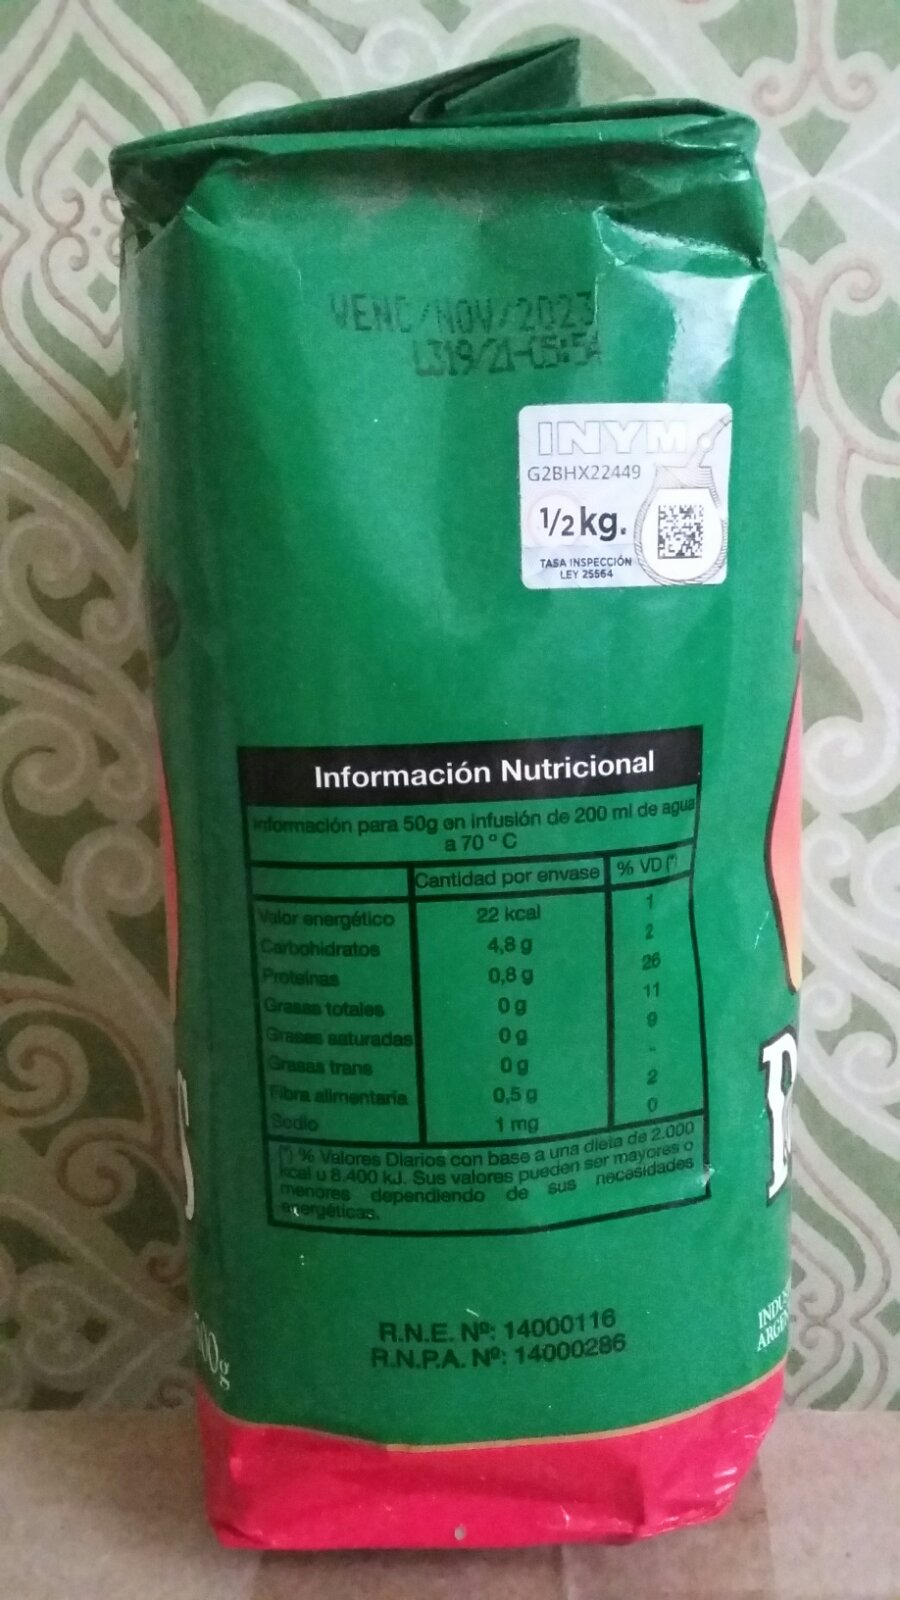 VENC/NOV/2023
L319/21-05:54
INYM
G2BHX22449
1/2 kg.
TASA INSPECCIÓN
LEY 25564
Información Nutricional
información para 50g en infusión de 200 ml de agua
a 70 º C
Cantidad por envase % VD (*)
Valor energético 22 kcal 1
Carbohidratos 4,8 g 2
Proteínas 0,8 g 26
Grasas totales 0 g 11
Grasas saturadas 0 g 9
Grasas trans 0 g -
Fibra alimentaria 0,5 g 2
Sodio 1 mg 0
(*) % Valores Diarios con base a una dieta de 2.000
kcal u 8.400 kJ. Sus valores pueden ser mayores o
menores dependiendo de sus necesidades
energéticas.
R.N.E. Nº: 14000116
R.N.P.A. Nº: 14000286